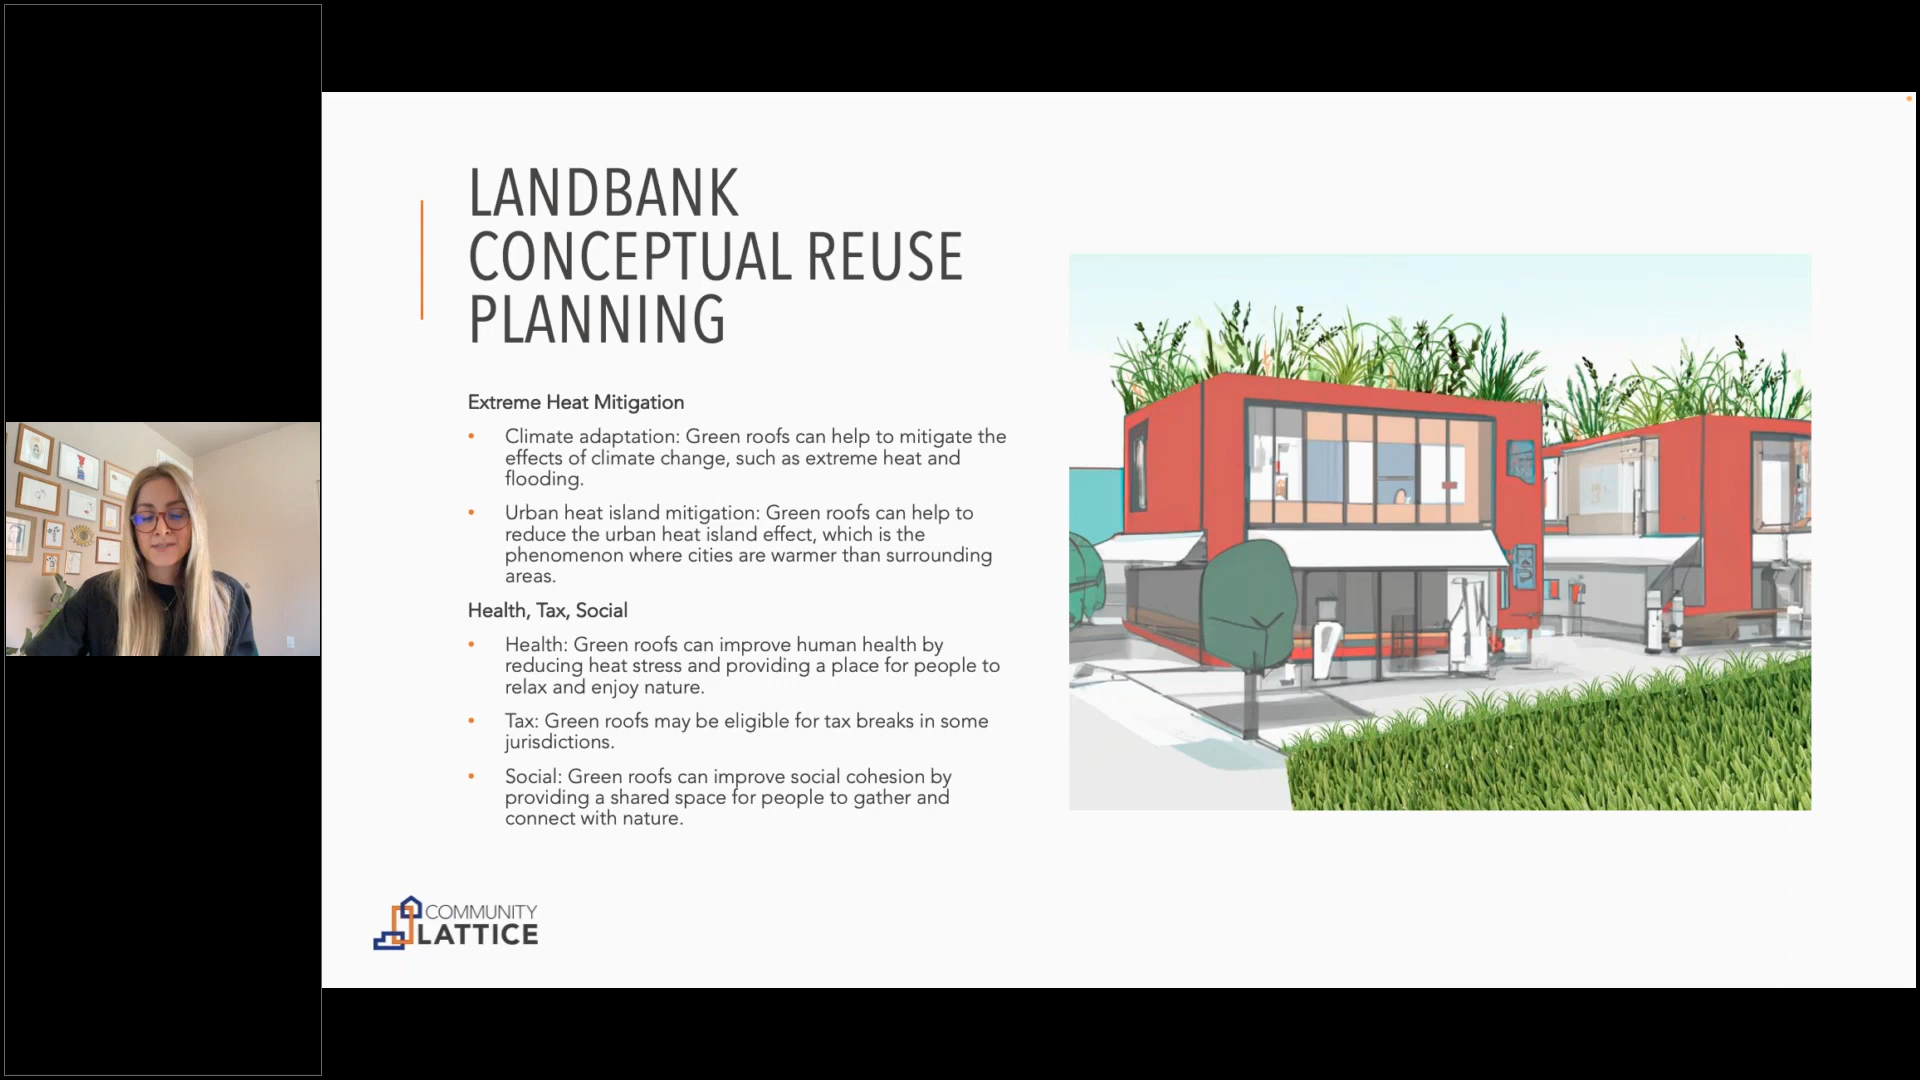 LANDBANK
CONCEPTUAL REUSE
PLANNING
Extreme Heat Mitigation
• Climate adaptation: Green roofs can help to mitigate the
effects of climate change, such as extreme heat and
flooding.
• Urban heat island mitigation: Green roofs can help to
reduce the urban heat island effect, which is the
phenomenon where cities are warmer than surrounding
areas.
Health, Tax, Social
• Health: Green roofs can improve human health by
reducing heat stress and providing a place for people to
relax and enjoy nature.
• Tax: Green roofs may be eligible for tax breaks in some
jurisdictions.
• Social: Green roofs can improve social cohesion by
providing a shared space for people to gather and
connect with nature.
COMMUNITY
LATTICE